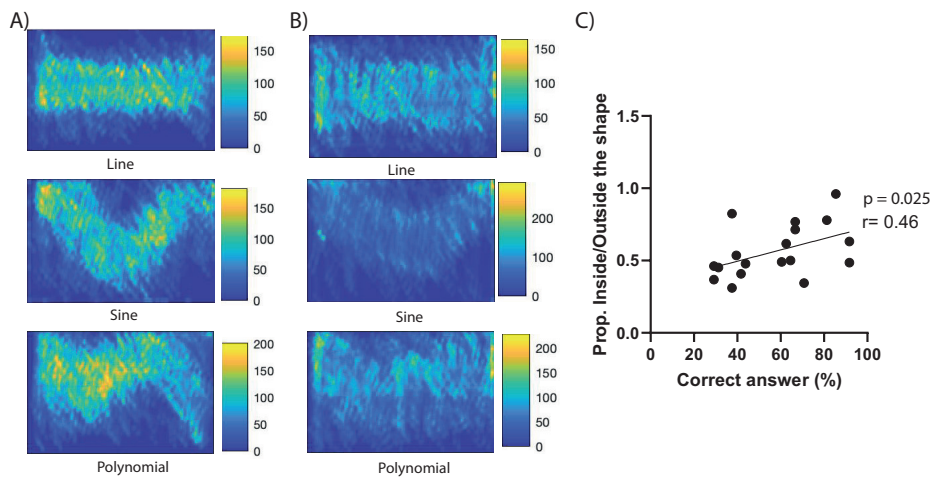 A)
150
100
50
0
Line
150
100
50
0
Sine
200
150
100
50
0
Polynomial
B)
150
100
50
0
Line
200
100
0
Sine
200
150
100
50
0
Polynomial
C)
Prop. Inside/Outside the shape
1.5
1.0
0.5
0.0
p = 0.025
r= 0.46
0 20 40 60 80 100
Correct answer (%)